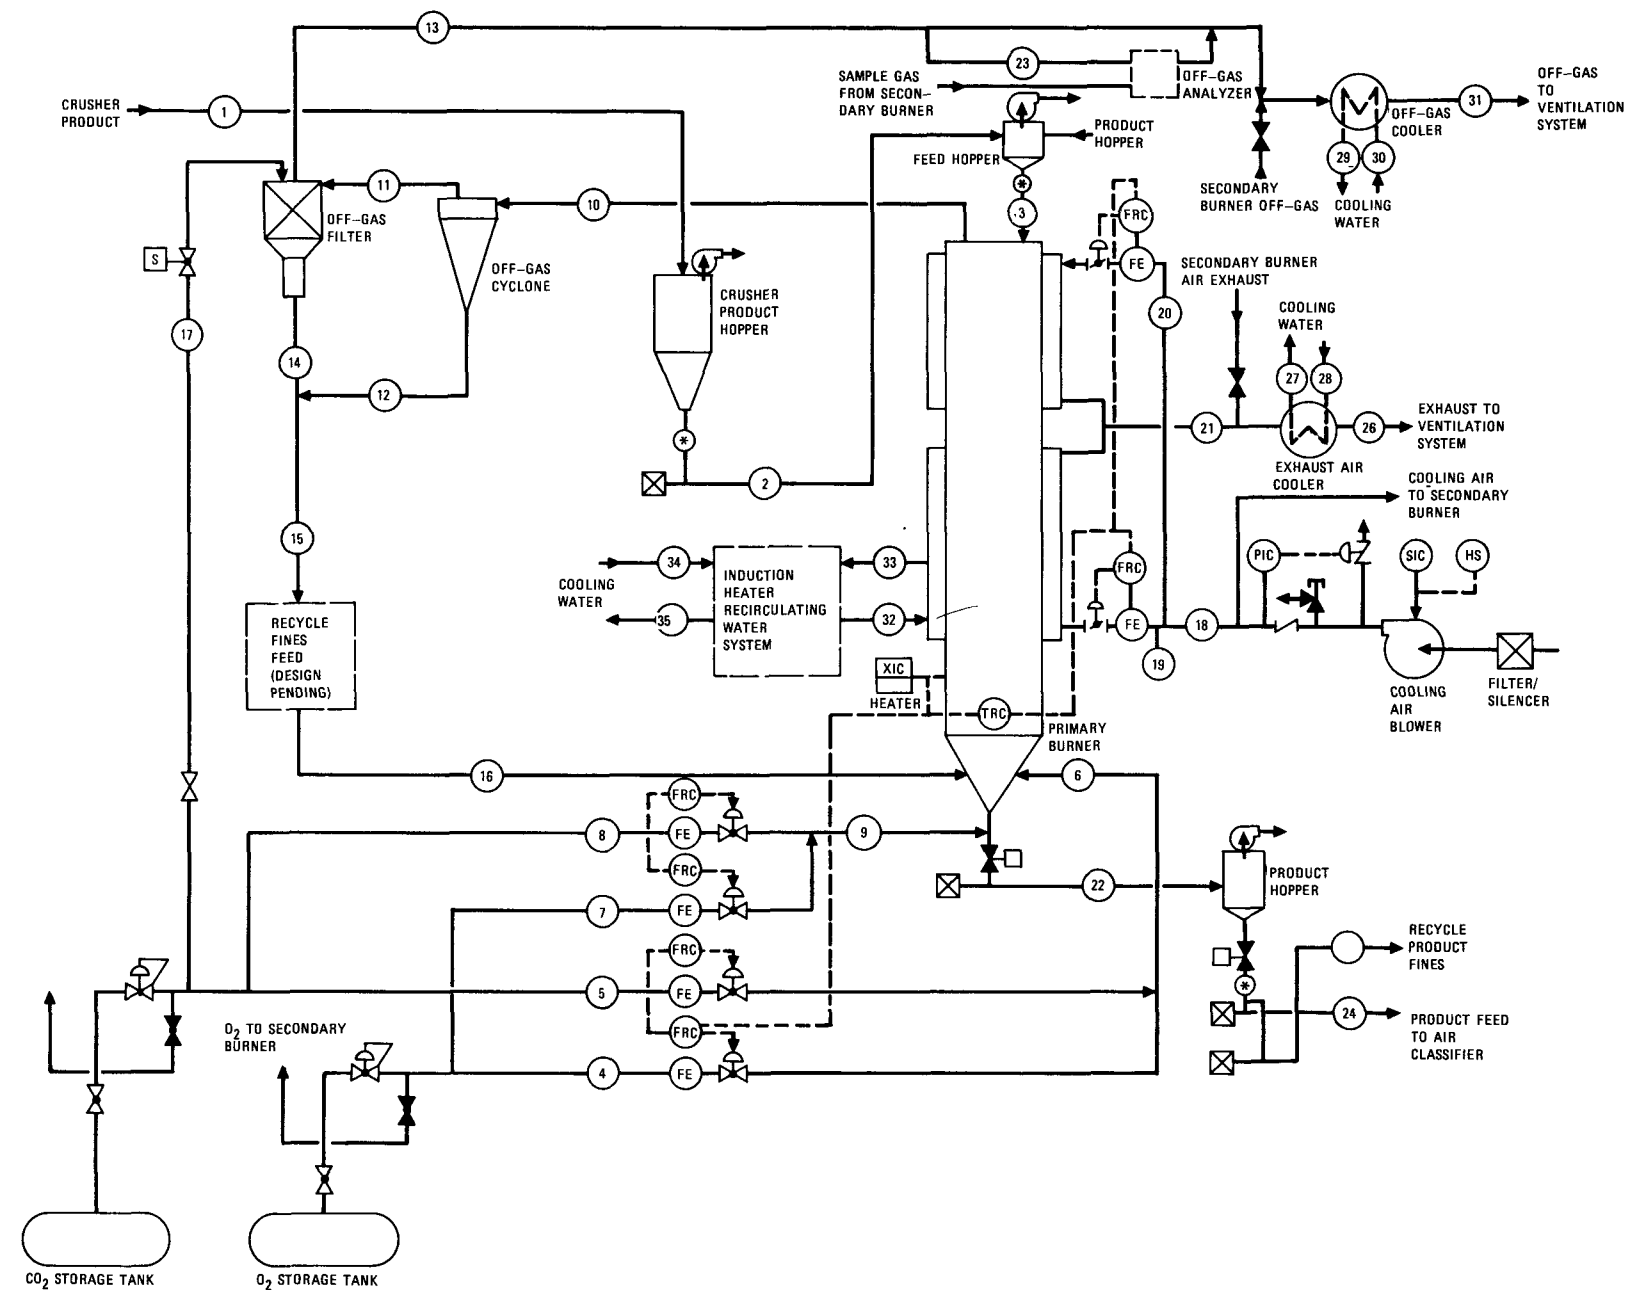 13
23
SAMPLE GAS
FROM SECON-
DARY BURNER
OFF-GAS
ANALYZER
OFF-GAS
TO
VENTILATION
SYSTEM
31
OFF-GAS
COOLER
CRUSHER
PRODUCT
1
PRODUCT
HOPPER
FEED HOPPER
*
3
29
30
SECONDARY
BURNER OFF-GAS
COOLING
WATER
11
10
OFF-GAS
FILTER
S
OFF-GAS
CYCLONE
CRUSHER
PRODUCT
HOPPER
FRC
FE
SECONDARY BURNER
AIR EXHAUST
20
COOLING
WATER
27
28
17
14
12
*
2
21
26
EXHAUST TO
VENTILATION
SYSTEM
EXHAUST AIR
COOLER
COOLING AIR
TO SECONDARY
BURNER
15
34
33
COOLING
WATER
INDUCTION
HEATER
RECIRCULATING
WATER
SYSTEM
35
32
FRC
FE
18
19
PIC
SIC
HS
RECYCLE
FINES
FEED
(DESIGN
PENDING)
XIC
HEATER
TRC
COOLING
AIR
BLOWER
FILTER/
SILENCER
PRIMARY
BURNER
16
6
FRC
8
FE
9
FRC
7
FE
22
PRODUCT
HOPPER
FRC
5
FE
FRC
4
FE
RECYCLE
PRODUCT
FINES
*
24
PRODUCT FEED
TO AIR
CLASSIFIER
O2 TO SECONDARY
BURNER
CO2 STORAGE TANK
O2 STORAGE TANK